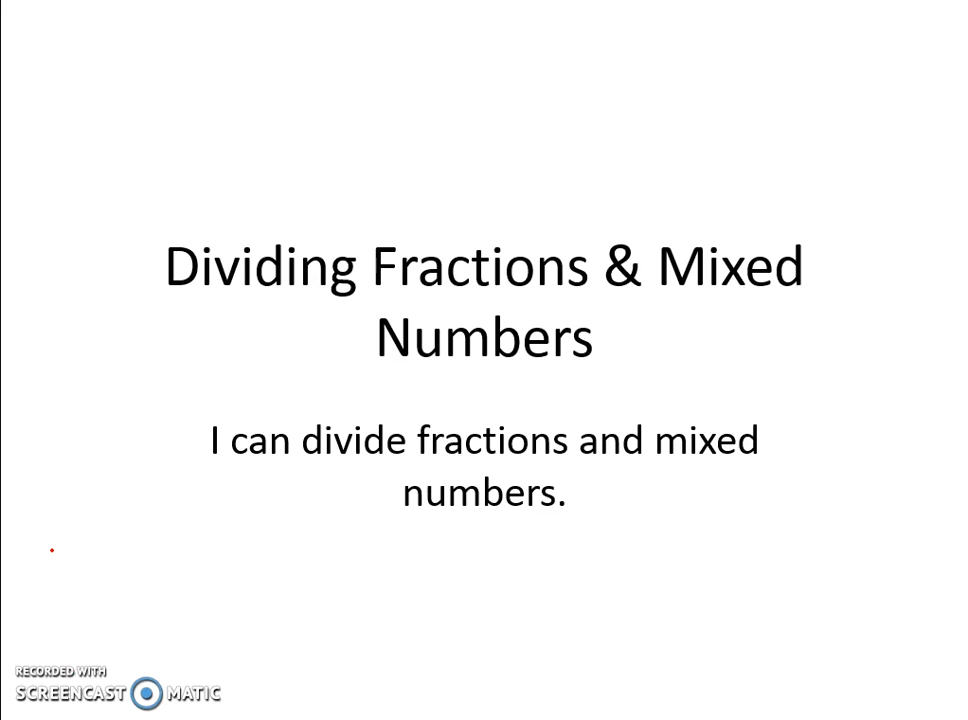 Dividing Fractions & Mixed
Numbers
I can divide fractions and mixed
numbers.
RECORDED WITH
SCREENCAST MATIC